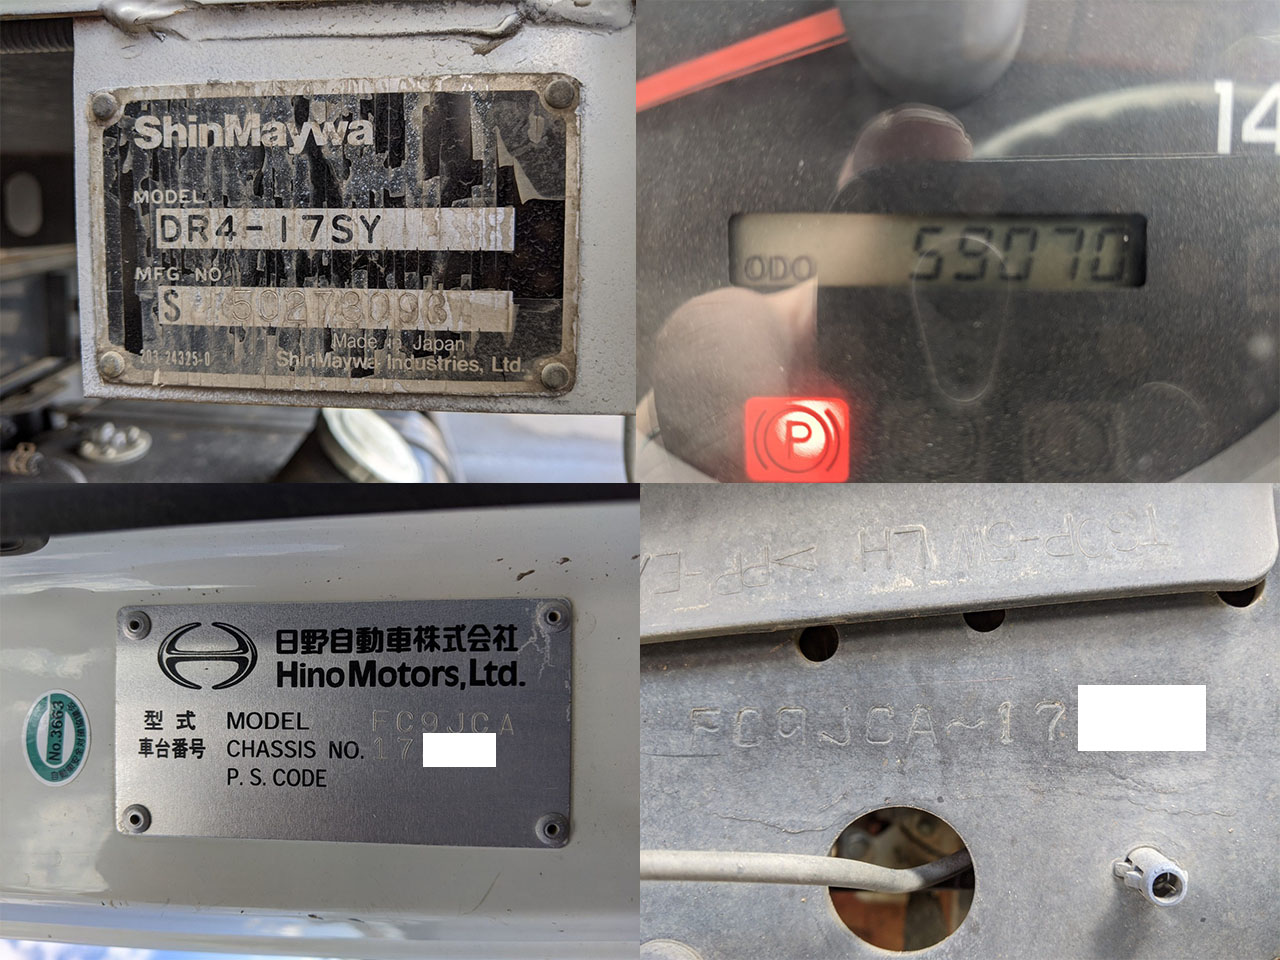 ShinMaywa
MODEL
DR4-17SY
MFG NO
S
Made in Japan
ShinMaywa Industries, Ltd.
14
ODO 59070
P
日野自動車株式会社
Hino Motors, Ltd.
型式 MODEL FC9JCA
車台番号 CHASSIS NO. 17
P.S.CODE
No.3663
FC9JCA-17